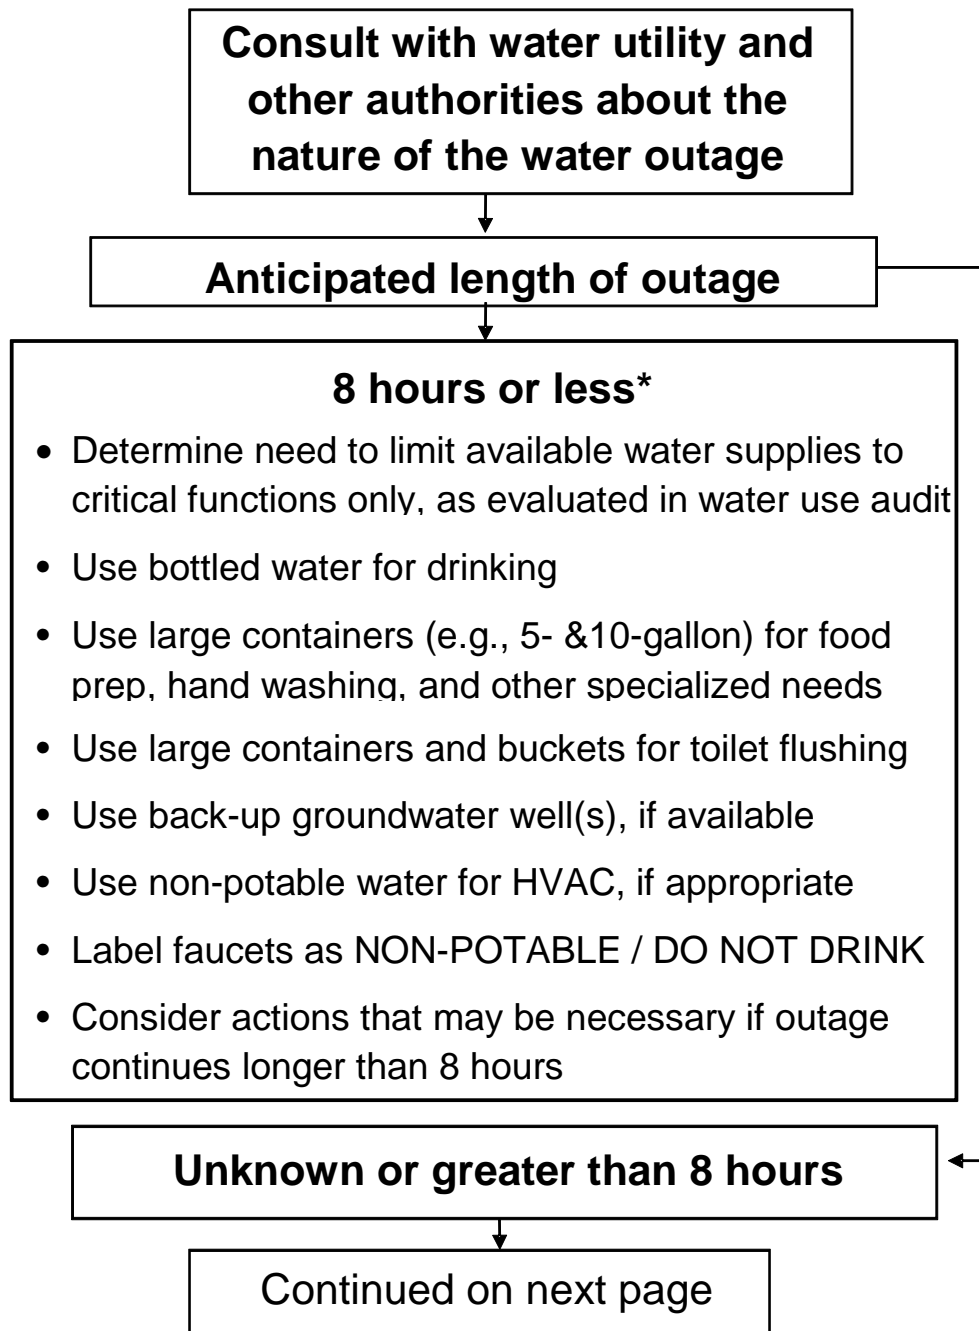 Consult with water utility and
other authorities about the
nature of the water outage
Anticipated length of outage
8 hours or less*
• Determine need to limit available water supplies to
critical functions only, as evaluated in water use audit
• Use bottled water for drinking
• Use large containers (e.g., 5- &10-gallon) for food
prep, hand washing, and other specialized needs
• Use large containers and buckets for toilet flushing
• Use back-up groundwater well(s), if available
• Use non-potable water for HVAC, if appropriate
• Label faucets as NON-POTABLE / DO NOT DRINK
• Consider actions that may be necessary if outage
continues longer than 8 hours
Unknown or greater than 8 hours
Continued on next page